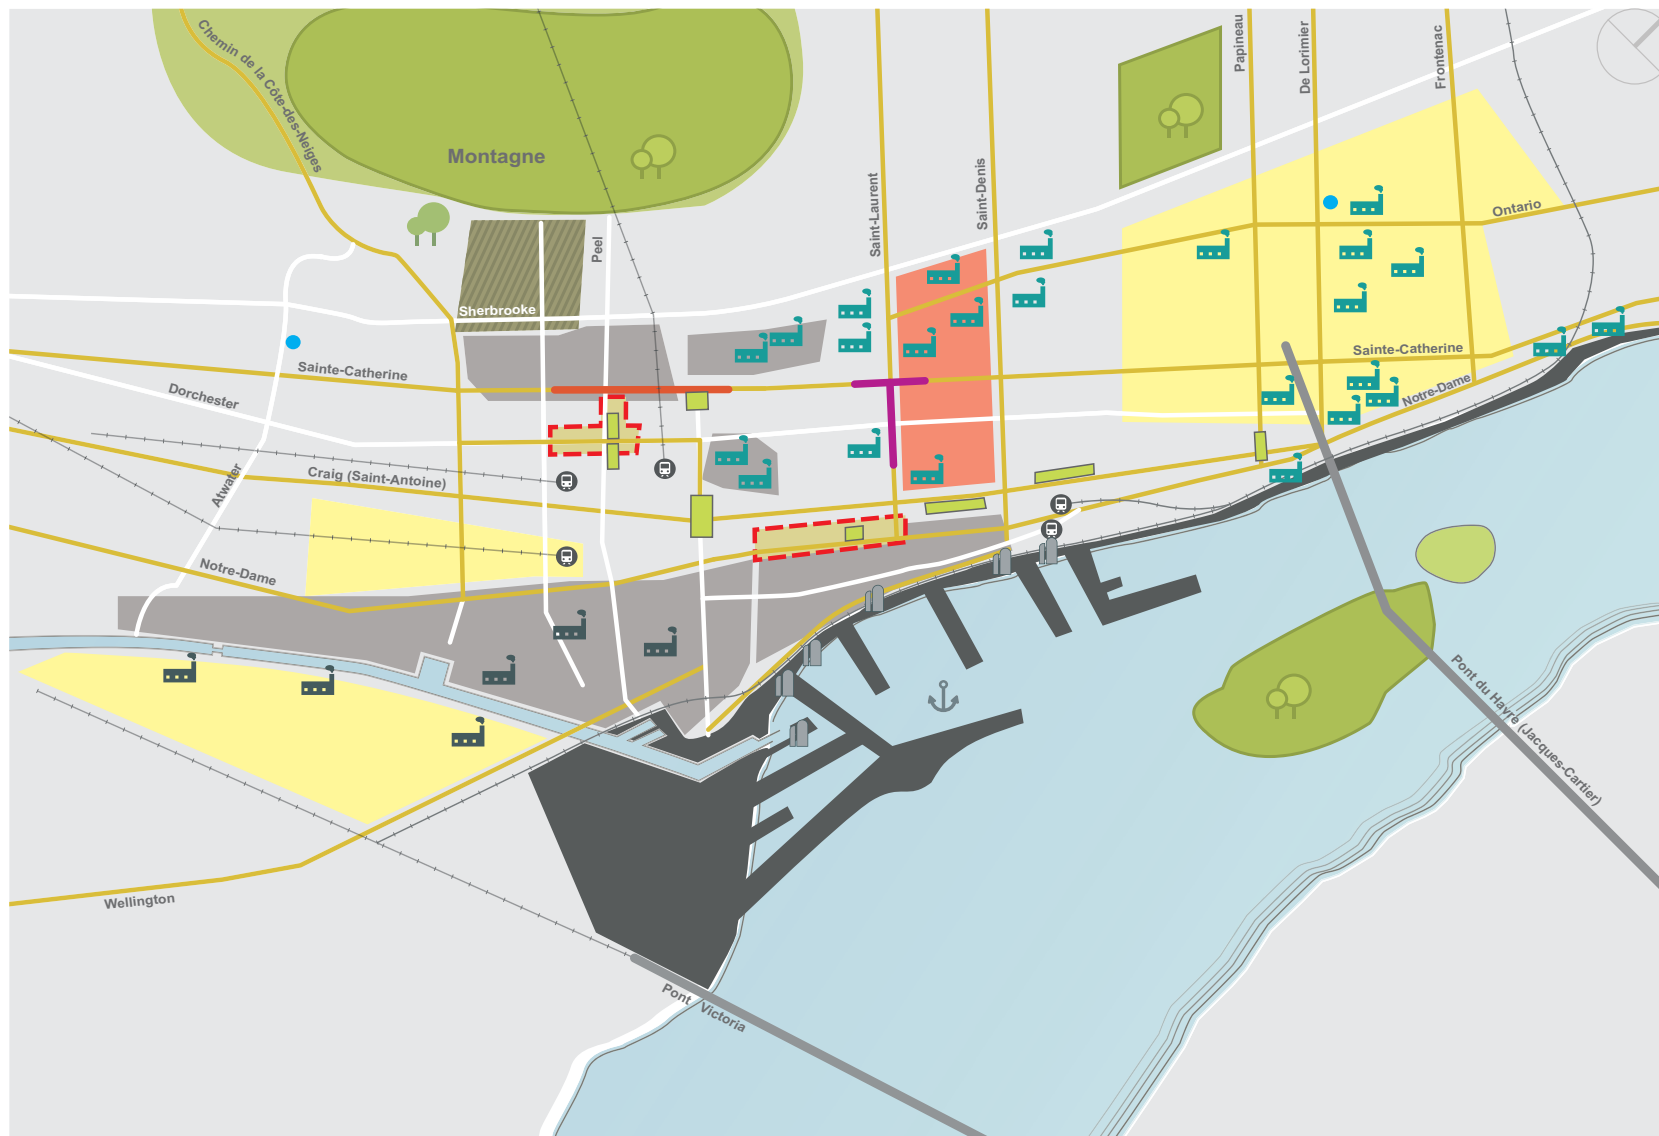 Chemin de la Côte-des-Neiges
Montagne
Papineau
De Lorimier
Frontenac
Saint-Laurent
Saint-Denis
Peel
Ontario
Sherbrooke
Sainte-Catherine
Sainte-Catherine
Dorchester
Notre-Dame
Atwater
Craig (Saint-Antoine)
Notre-Dame
Pont du Havre (Jacques-Cartier)
Wellington
Pont Victoria